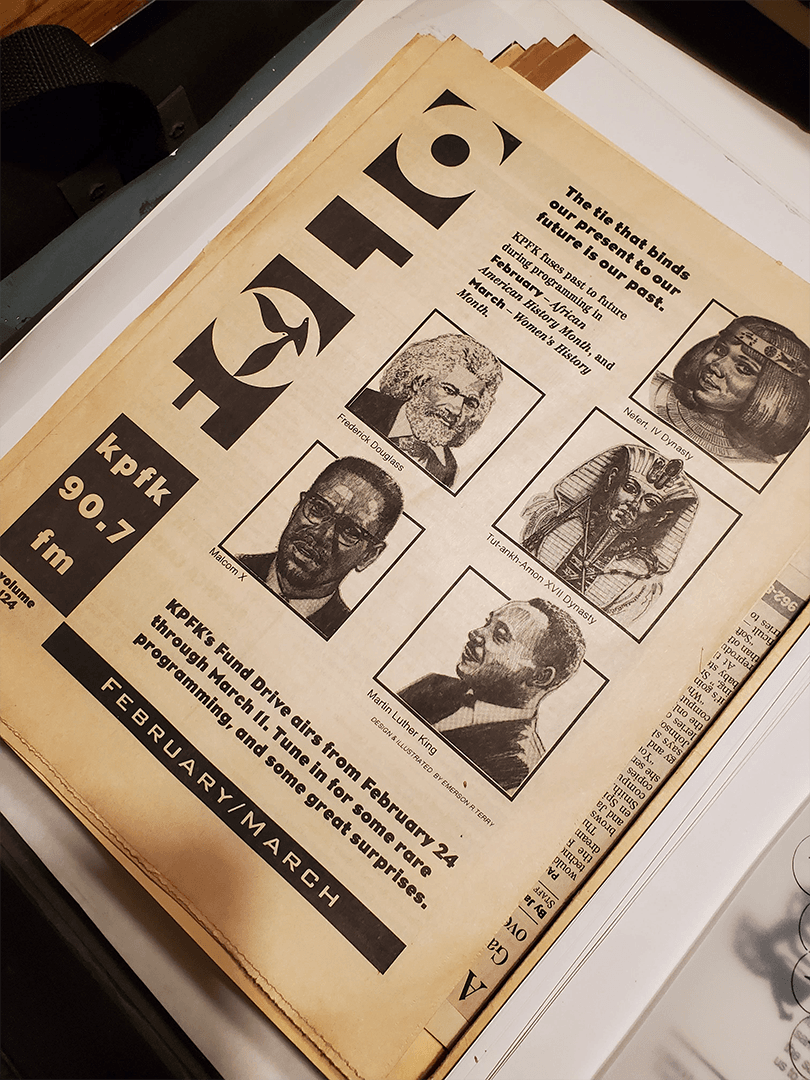 FOLIO
The tie that binds
our present to our
future is our past.
KPFK fuses past to future
during programming in
February – African
American History Month, and
March – Women's History
Month.
Nefert, IV Dynasty
Frederick Douglass
Tut-ankh-Amon XVII Dynasty
Malcom X
Martin Luther King
DESIGN & ILLUSTRATED BY EMERSON R. TERRY
kpfk
90.7
fm
volume
KPFK's Fund Drive airs from February 24
through March 11. Tune in for some rare
programming, and some great surprises.
FEBRUARY/MARCH